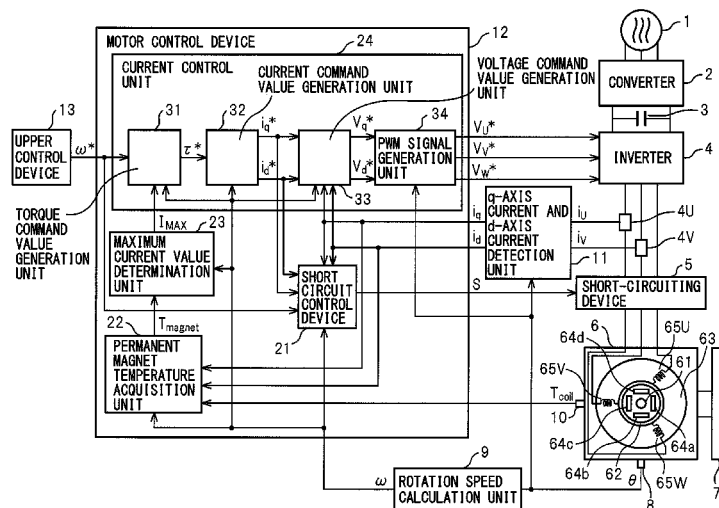 MOTOR CONTROL DEVICE
12
24
CURRENT CONTROL
UNIT
CURRENT COMMAND
VALUE GENERATION UNIT
VOLTAGE COMMAND
VALUE GENERATION
UNIT
1
CONVERTER
2
3
INVERTER
4
13
UPPER
CONTROL
DEVICE
ω*
31
τ*
32
iq*
id*
33
Vq*
Vd*
34
PWM SIGNAL
GENERATION
UNIT
VU*
VV*
VW*
TORQUE
COMMAND
VALUE
GENERATION
UNIT
IMAX
23
MAXIMUM
CURRENT VALUE
DETERMINATION
UNIT
iq
id
q-AXIS
CURRENT AND
d-AXIS
CURRENT
DETECTION
UNIT
11
iU
iV
4U
4V
SHORT
CIRCUIT
CONTROL
DEVICE
21
S
5
SHORT-CIRCUITING
DEVICE
22
Tmagnet
PERMANENT
MAGNET
TEMPERATURE
ACQUISITION
UNIT
Tcoil
10
6
64d
65U
61
63
65V
64c
64b
62
65W
64a
7
θ
8
9
ω
ROTATION SPEED
CALCULATION UNIT